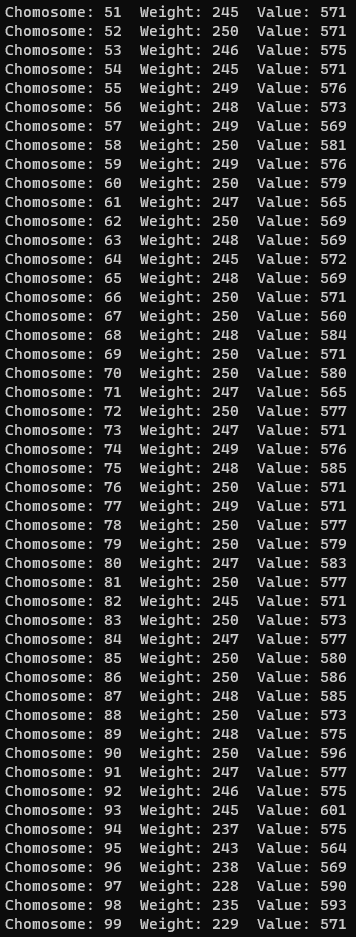 Chomosome: 51  Weight: 245  Value: 571
Chomosome: 52  Weight: 250  Value: 571
Chomosome: 53  Weight: 246  Value: 575
Chomosome: 54  Weight: 245  Value: 571
Chomosome: 55  Weight: 249  Value: 576
Chomosome: 56  Weight: 248  Value: 573
Chomosome: 57  Weight: 249  Value: 569
Chomosome: 58  Weight: 250  Value: 581
Chomosome: 59  Weight: 249  Value: 576
Chomosome: 60  Weight: 250  Value: 579
Chomosome: 61  Weight: 247  Value: 565
Chomosome: 62  Weight: 250  Value: 569
Chomosome: 63  Weight: 248  Value: 569
Chomosome: 64  Weight: 245  Value: 572
Chomosome: 65  Weight: 248  Value: 569
Chomosome: 66  Weight: 250  Value: 571
Chomosome: 67  Weight: 250  Value: 560
Chomosome: 68  Weight: 248  Value: 584
Chomosome: 69  Weight: 250  Value: 571
Chomosome: 70  Weight: 250  Value: 580
Chomosome: 71  Weight: 247  Value: 565
Chomosome: 72  Weight: 250  Value: 577
Chomosome: 73  Weight: 247  Value: 571
Chomosome: 74  Weight: 249  Value: 576
Chomosome: 75  Weight: 248  Value: 585
Chomosome: 76  Weight: 250  Value: 571
Chomosome: 77  Weight: 249  Value: 571
Chomosome: 78  Weight: 250  Value: 577
Chomosome: 79  Weight: 250  Value: 579
Chomosome: 80  Weight: 247  Value: 583
Chomosome: 81  Weight: 250  Value: 577
Chomosome: 82  Weight: 245  Value: 571
Chomosome: 83  Weight: 250  Value: 573
Chomosome: 84  Weight: 247  Value: 577
Chomosome: 85  Weight: 250  Value: 580
Chomosome: 86  Weight: 250  Value: 586
Chomosome: 87  Weight: 248  Value: 585
Chomosome: 88  Weight: 250  Value: 573
Chomosome: 89  Weight: 248  Value: 575
Chomosome: 90  Weight: 250  Value: 596
Chomosome: 91  Weight: 247  Value: 577
Chomosome: 92  Weight: 246  Value: 575
Chomosome: 93  Weight: 245  Value: 601
Chomosome: 94  Weight: 237  Value: 575
Chomosome: 95  Weight: 243  Value: 564
Chomosome: 96  Weight: 238  Value: 569
Chomosome: 97  Weight: 228  Value: 590
Chomosome: 98  Weight: 235  Value: 593
Chomosome: 99  Weight: 229  Value: 571